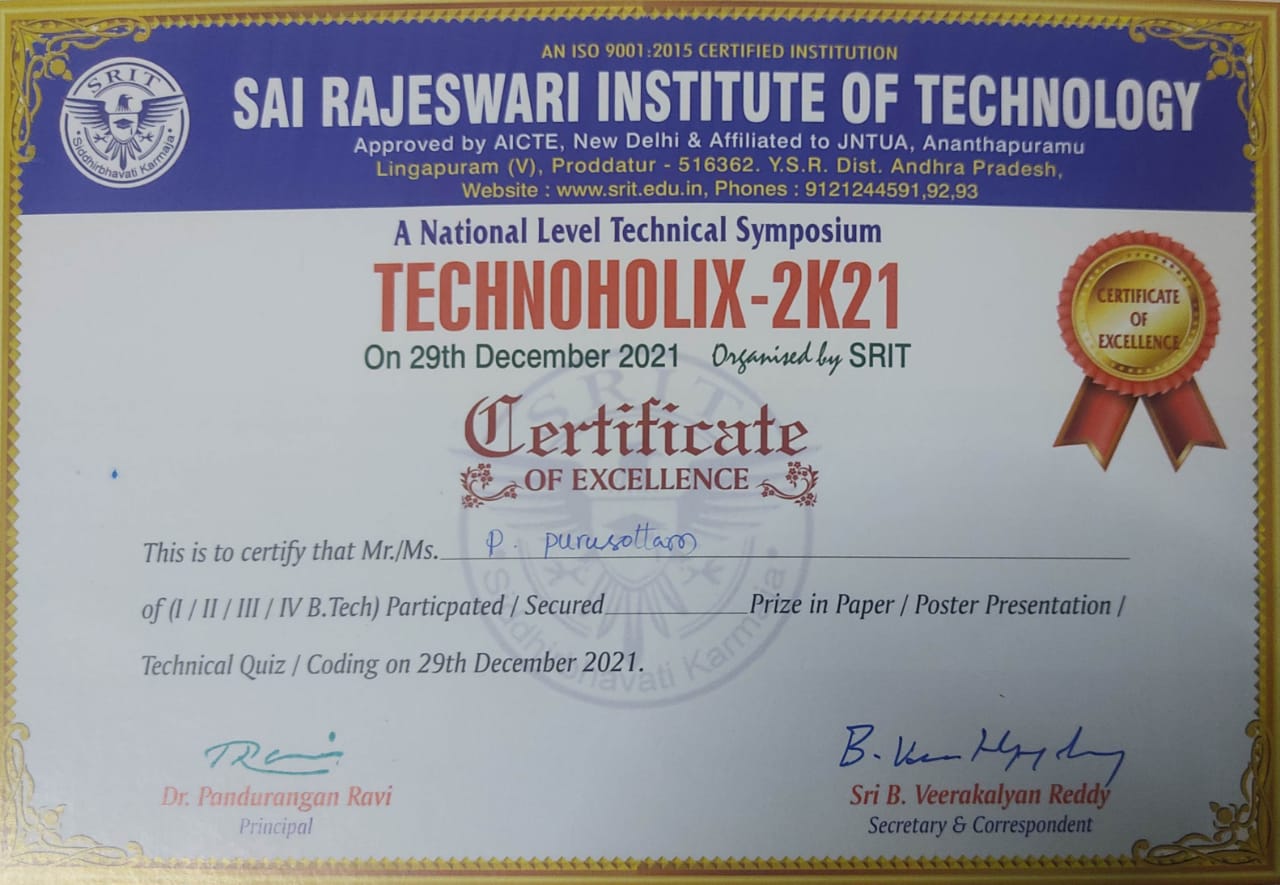 AN ISO 9001:2015 CERTIFIED INSTITUTION
SRIT
Siddhirbhavati Karmaja
SAI RAJESWARI INSTITUTE OF TECHNOLOGY
Approved by AICTE, New Delhi & Affiliated to JNTUA, Ananthapuramu
Lingapuram (V), Proddatur - 516362. Y.S.R. Dist. Andhra Pradesh,
Website : www.srit.edu.in, Phones : 9121244591,92,93
A National Level Technical Symposium
TECHNOHOLIX-2K21
On 29th December 2021 Organised by SRIT
CERTIFICATE
OF
EXCELLENCE
Certificate
OF EXCELLENCE
SRIT
Siddhirbhavati Karmaja
This is to certify that Mr./Ms. P. purusottam
of (I / II / III / IV B.Tech) Particpated / Secured Prize in Paper / Poster Presentation /
Technical Quiz / Coding on 29th December 2021.
Dr. Pandurangan Ravi
Principal
Sri B. Veerakalyan Reddy
Secretary & Correspondent